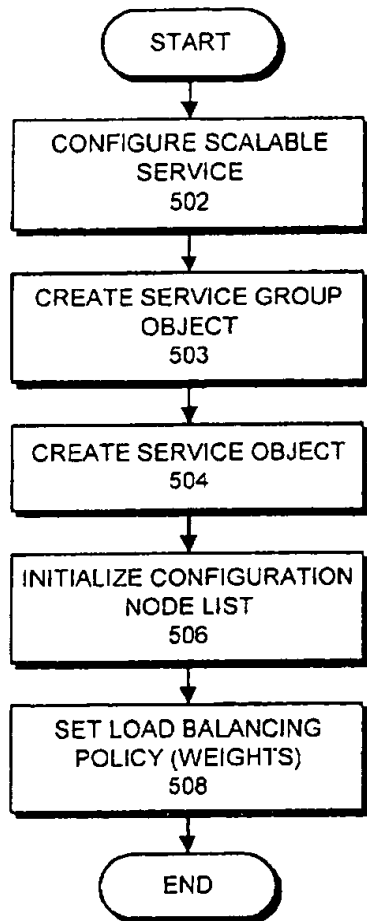 START
CONFIGURE SCALABLE
SERVICE
502
CREATE SERVICE GROUP
OBJECT
503
CREATE SERVICE OBJECT
504
INITIALIZE CONFIGURATION
NODE LIST
506
SET LOAD BALANCING
POLICY (WEIGHTS)
508
END